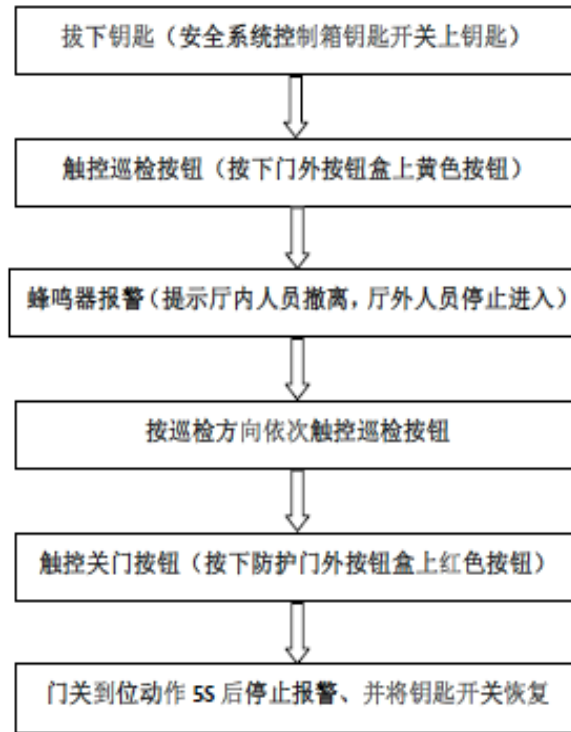 拔下钥匙（安全系统控制箱钥匙开关上钥匙）
触控巡检按钮（按下门外按钮盒上黄色按钮）
蜂鸣器报警（提示厅内人员撤离，厅外人员停止进入）
按巡检方向依次触控巡检按钮
触控关门按钮（按下防护门外按钮盒上红色按钮）
门关到位动作 5S 后停止报警、并将钥匙开关恢复